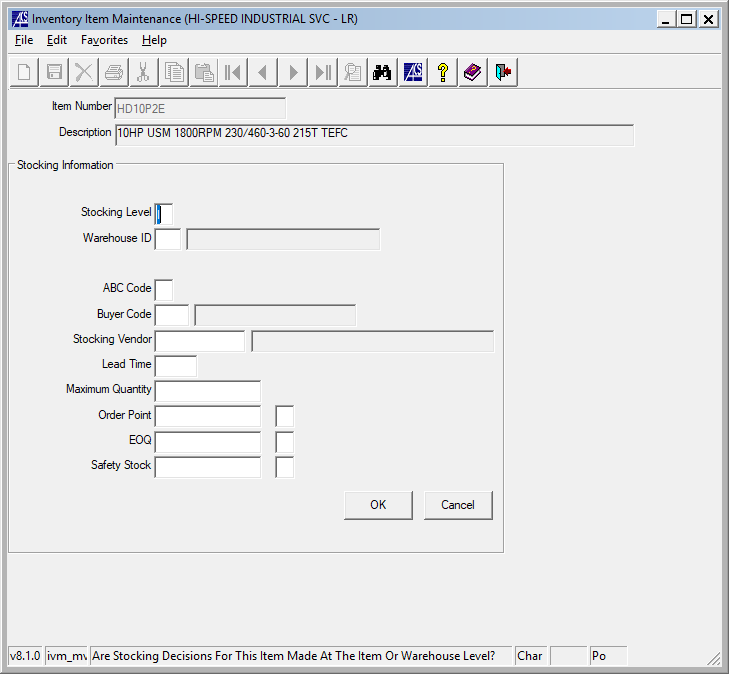 Inventory Item Maintenance (HI-SPEED INDUSTRIAL SVC - LR)
File Edit Favorites Help
Item Number HD10P2E
Description 10HP USM 1800RPM 230/460-3-60 215T TEFC
Stocking Information
Stocking Level
Warehouse ID
ABC Code
Buyer Code
Stocking Vendor
Lead Time
Maximum Quantity
Order Point
EOQ
Safety Stock
OK Cancel
v8.1.0 ivm_mv Are Stocking Decisions For This Item Made At The Item Or Warehouse Level? Char Po